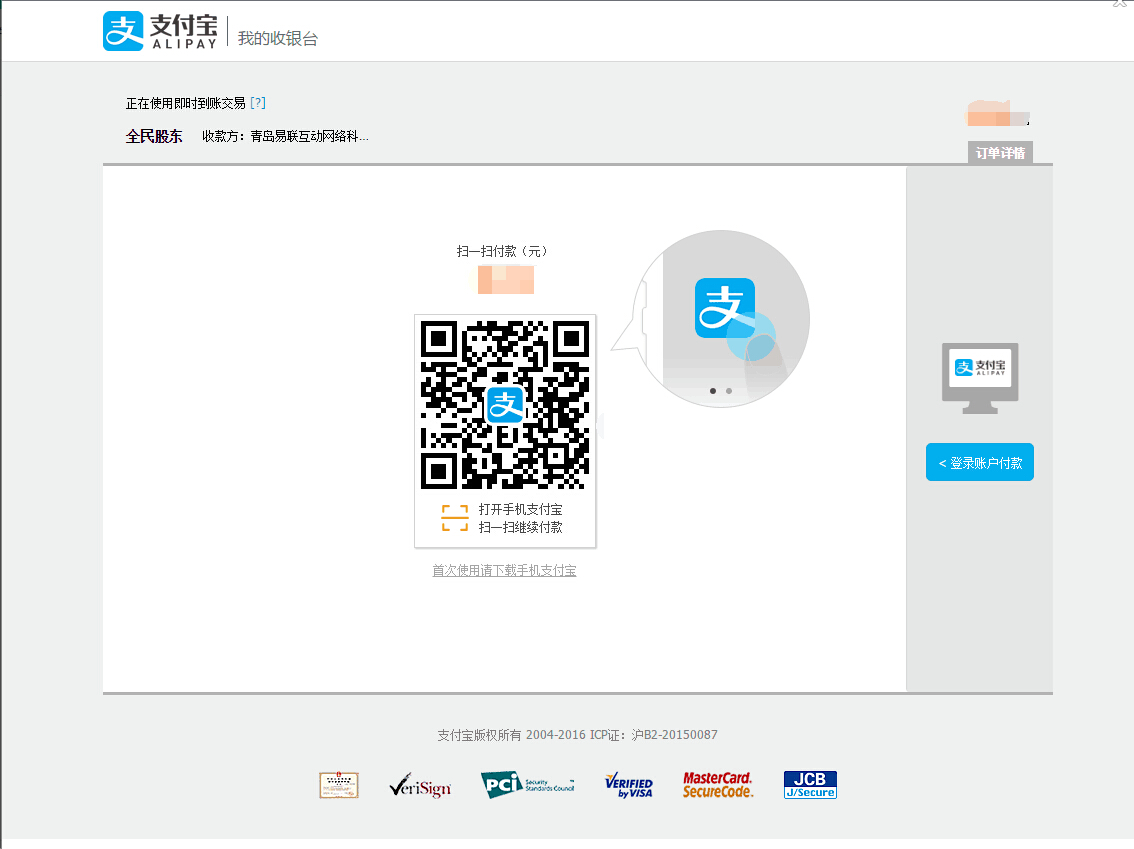 支付宝
ALIPAY
我的收银台
正在使用即时到账交易 [?]
全民股东 收款方：青岛易联互动网络科...
订单详情
扫一扫付款（元）
支
支
支付宝
ALIPAY
< 登录账户付款
打开手机支付宝
扫一扫继续付款
首次使用请下载手机支付宝
支付宝版权所有 2004-2016 ICP证：沪B2-20150087
VeriSign
PCI Security
Standards Council
VERIFIED
by VISA
MasterCard.
SecureCode.
JCB
J/Secure